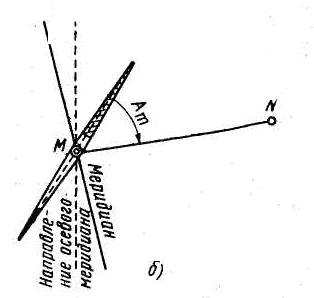 Am
N
M
Меридиан
Направле-
ние осевого
меридиана
б)